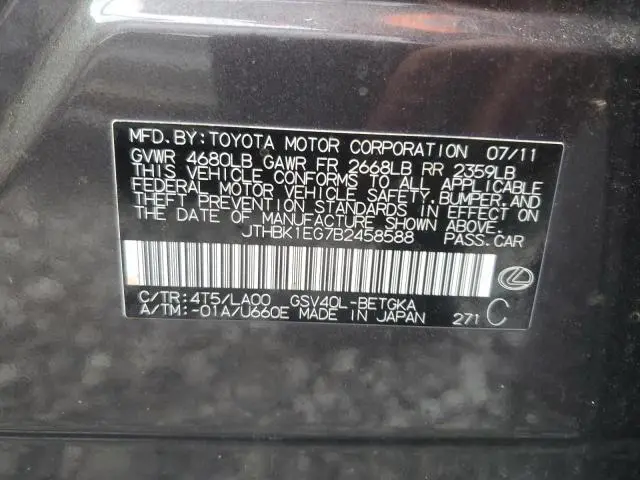 MFD.BY:TOYOTA MOTOR CORPORATION 07/11
GVWR 4680LB GAWR FR 2668LB RR 2359LB
THIS VEHICLE CONFORMS TO ALL APPLICABLE
FEDERAL MOTOR VEHICLE SAFETY,BUMPER,AND
THEFT PREVENTION STANDARDS IN EFFECT ON
THE DATE OF MANUFACTURE SHOWN ABOVE.
JTHBK1EG7B2458588 PASS.CAR
C/TR:4T5/LA00 GSV40L-BETGKA
A/TM:-01A/U660E MADE IN JAPAN 271 C